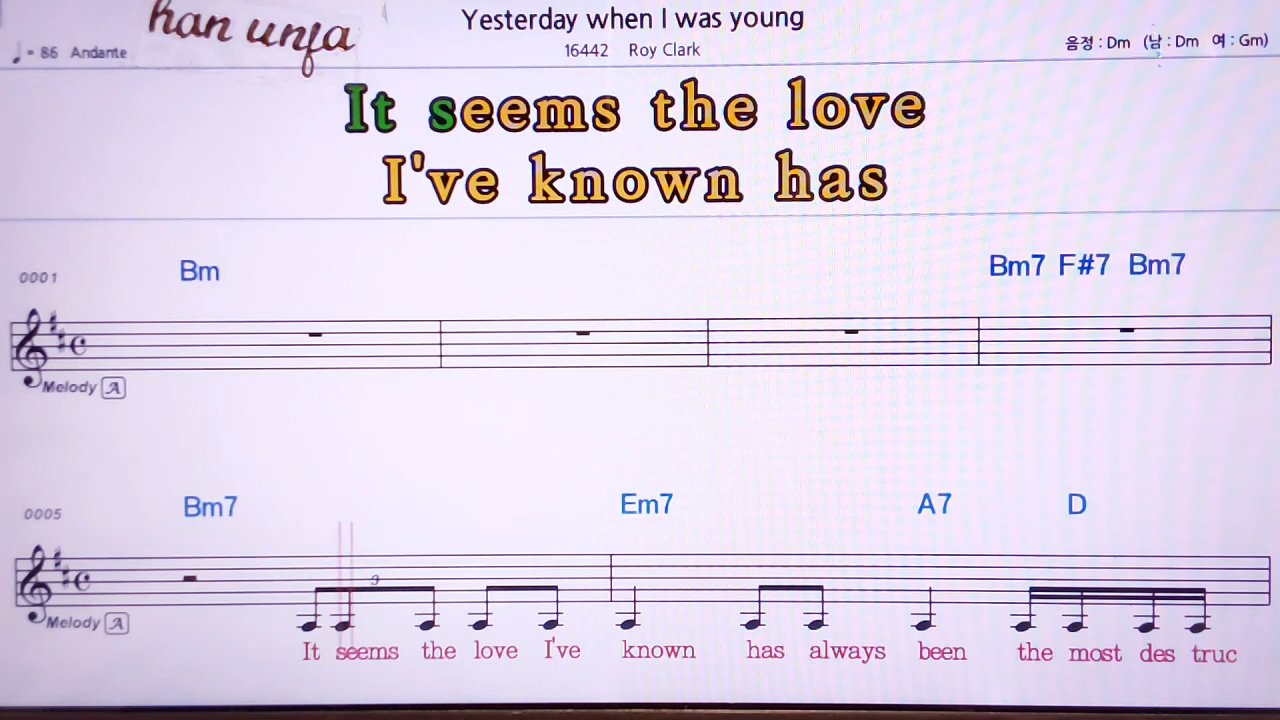 han unfa
Yesterday when I was young
♩ = 86 Andante
16442 Roy Clark
음정 : Dm (남 : Dm 여 : Gm)
It seems the love
I've known has
0001
Bm
Bm7 F#7 Bm7
Melody A
0005
Bm7 Em7 A7 D
3
Melody A
It seems the love I've known has always been the most des truc